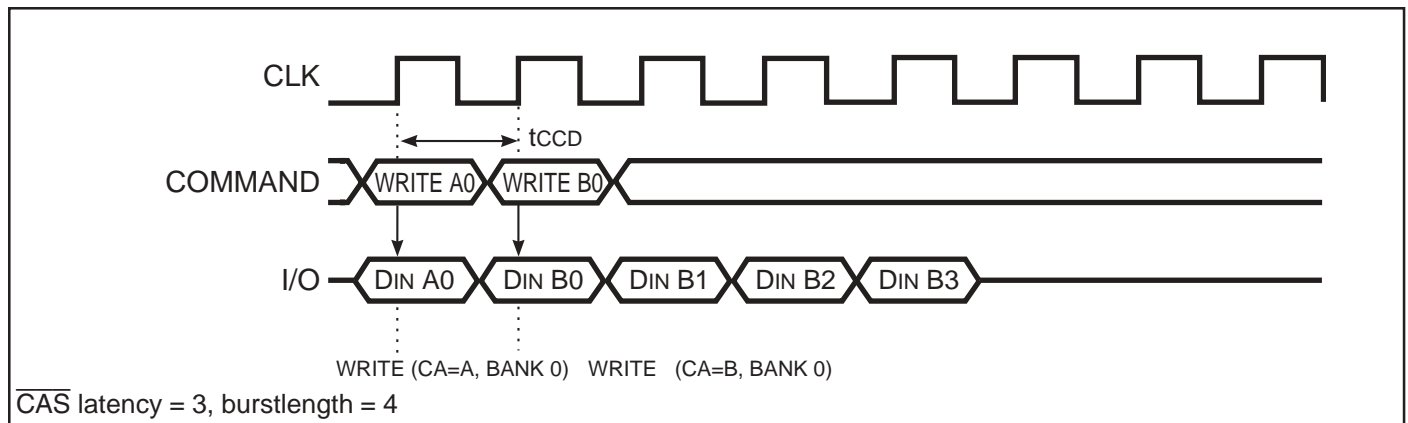 CLK
tCCD
COMMAND WRITE A0 WRITE B0
I/O DIN A0 DIN B0 DIN B1 DIN B2 DIN B3
WRITE (CA=A, BANK 0) WRITE (CA=B, BANK 0)
CAS latency = 3, burstlength = 4